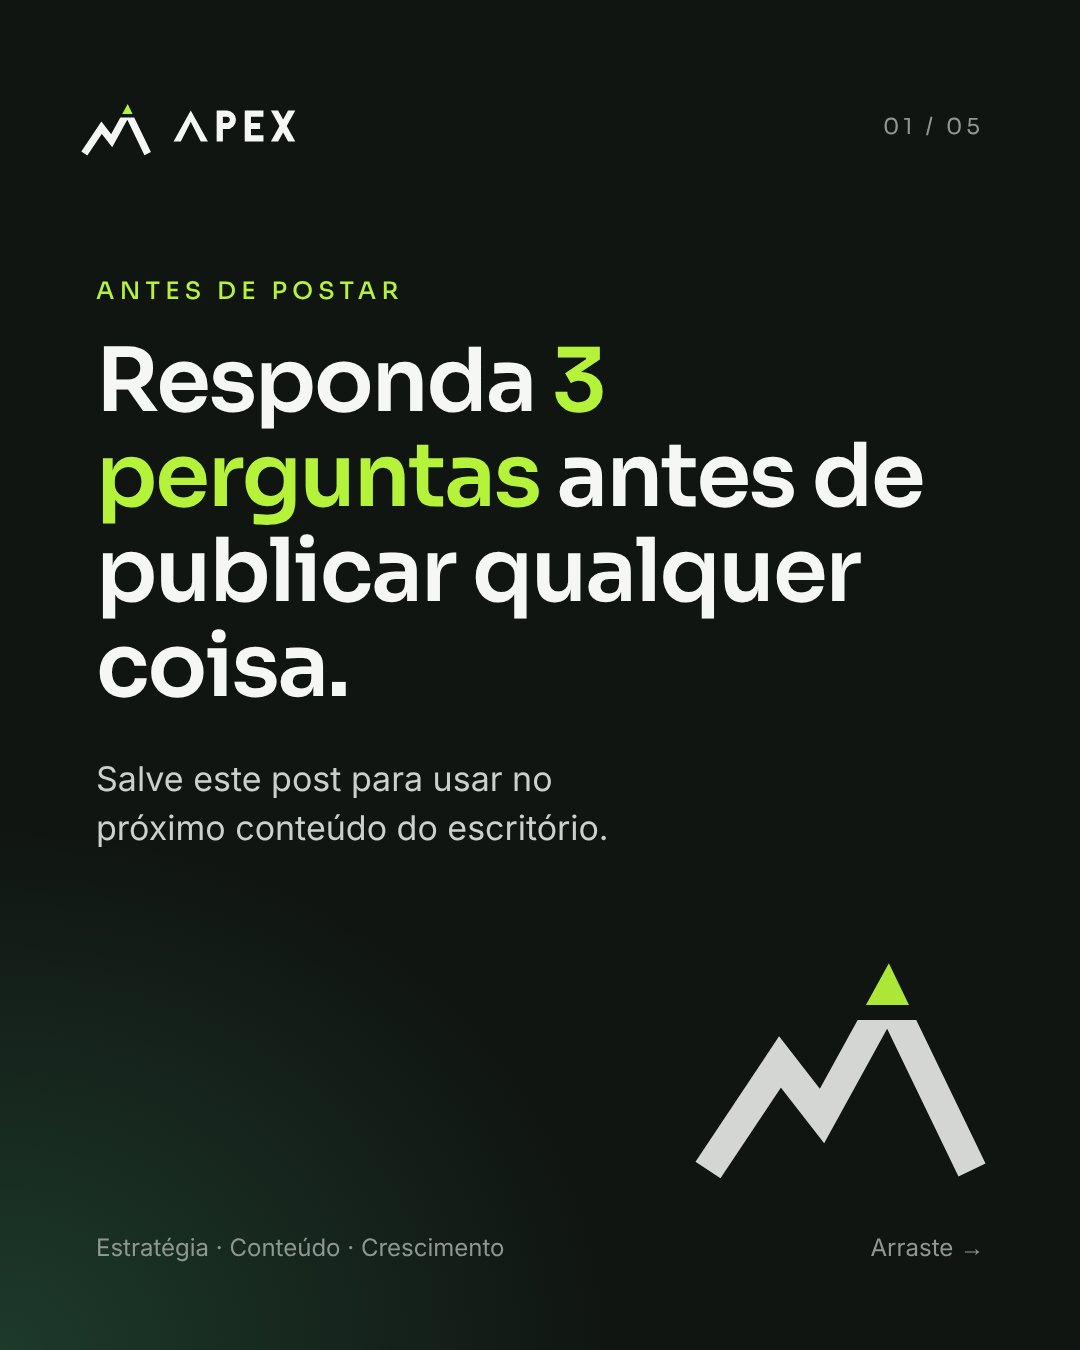 APEX
01 / 05
ANTES DE POSTAR
Responda 3
perguntas antes de
publicar qualquer
coisa.
Salve este post para usar no
próximo conteúdo do escritório.
Estratégia · Conteúdo · Crescimento
Arraste →